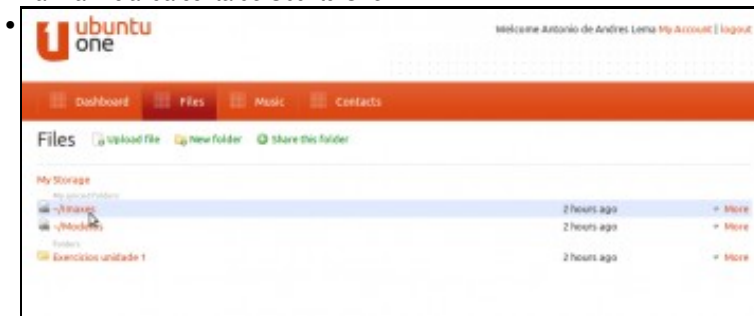 ubuntu
one
Welcome Antonio de Andres Lema My Account | logout
Dashboard Files Music Contacts
Files Upload file New folder Share this folder
My Storage
~/Imaxes 2 hours ago More
~/Modelos 2 hours ago More
Folders
Exercicios unidade 1 2 hours ago More